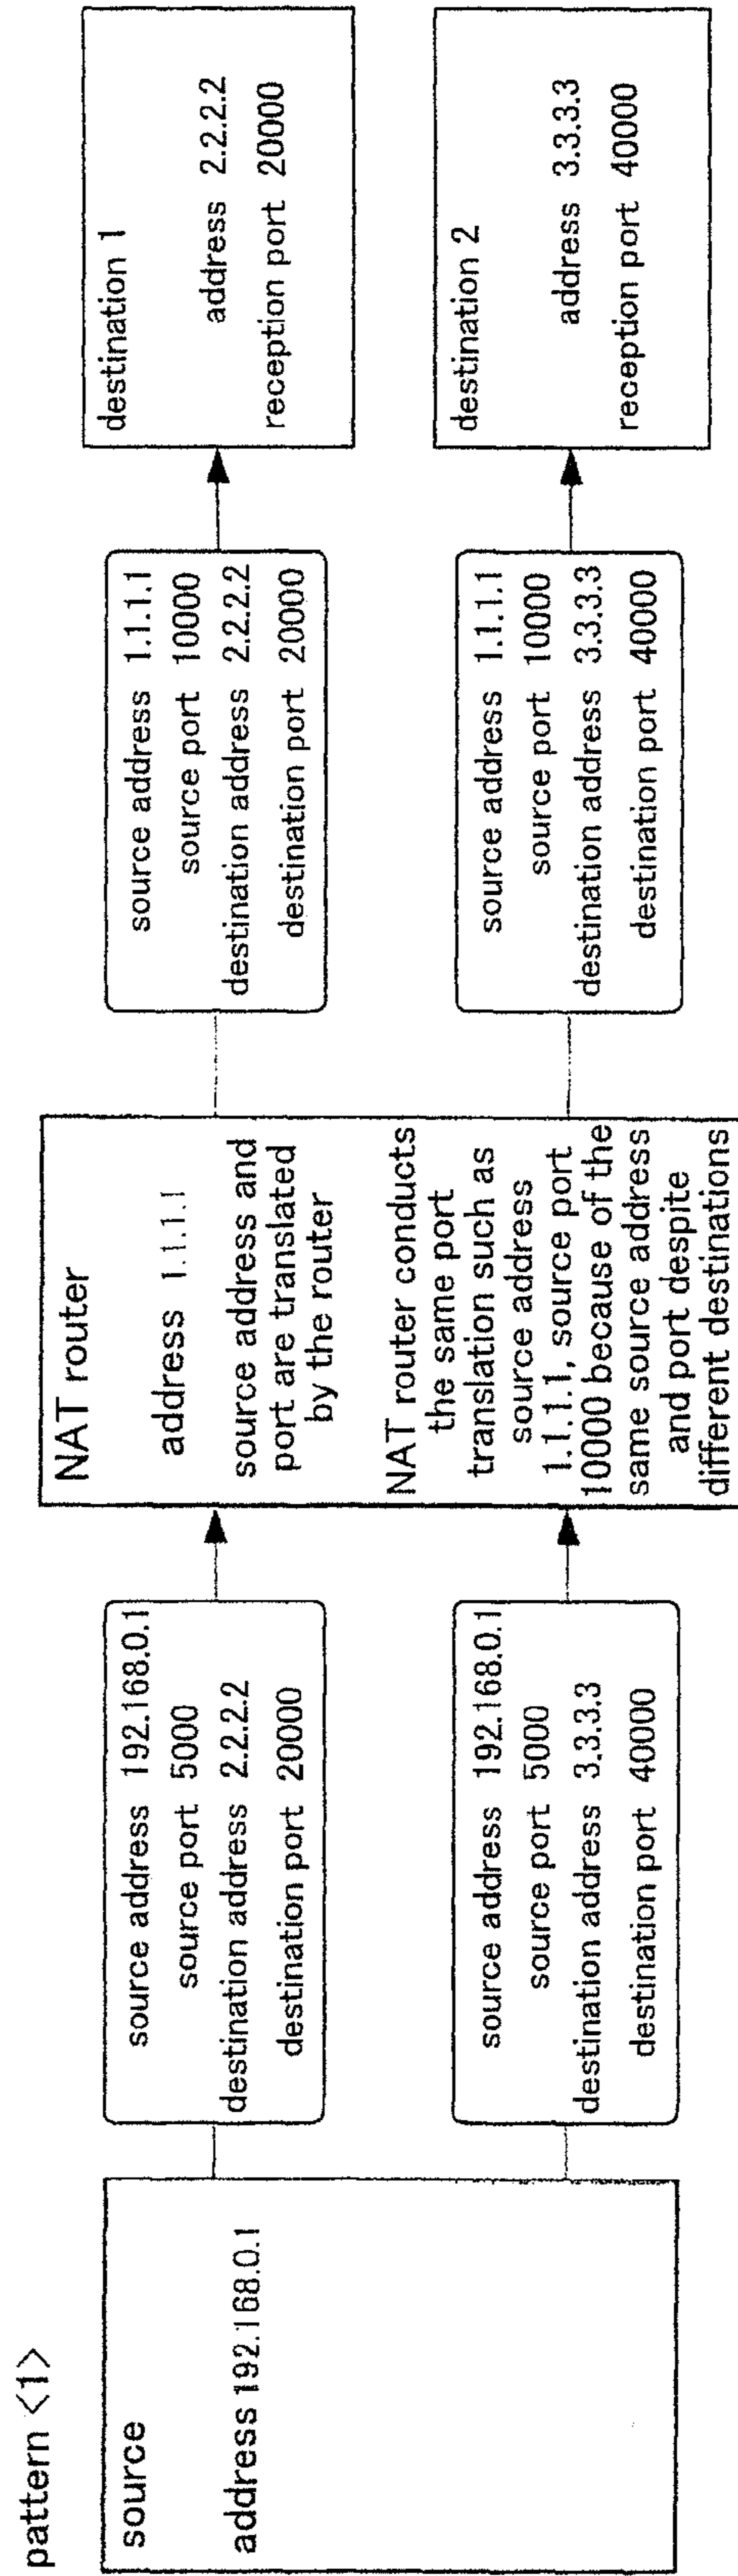 pattern <1>
source
address 192.168.0.1
source address 192.168.0.1
source port 5000
destination address 2.2.2.2
destination port 20000
source address 192.168.0.1
source port 5000
destination address 3.3.3.3
destination port 40000
NAT router
address 1.1.1.1
source address and
port are translated
by the router
NAT router conducts
the same port
translation such as
source address
1.1.1.1, source port
10000 because of the
same source address
and port despite
different destinations
source address 1.1.1.1
source port 10000
destination address 2.2.2.2
destination port 20000
source address 1.1.1.1
source port 10000
destination address 3.3.3.3
destination port 40000
destination 1
address 2.2.2.2
reception port 20000
destination 2
address 3.3.3.3
reception port 40000